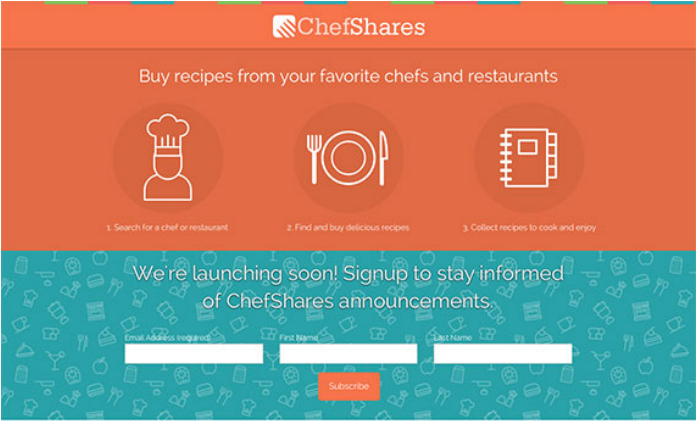 ChefShares
Buy recipes from your favorite chefs and restaurants
1. Search for a chef or restaurant
2. Find and buy delicious recipes
3. Collect recipes to cook and enjoy
We're launching soon! Signup to stay informed
of ChefShares announcements.
Email Address (required)
First Name
Last Name
Subscribe